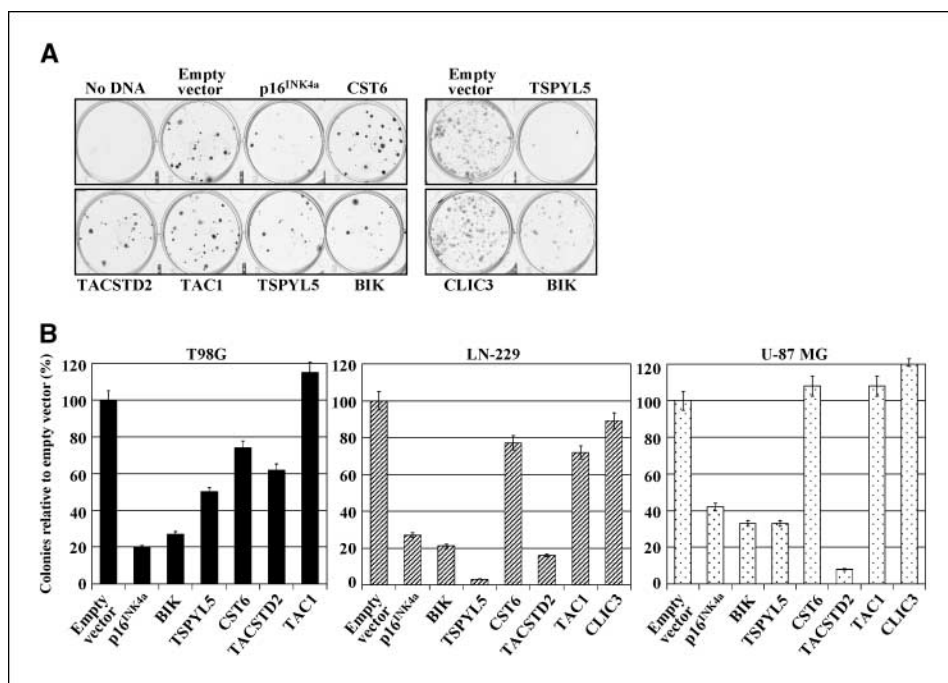 A
No DNA
Empty vector
p16INK4a
CST6
Empty vector
TSPYL5
TACSTD2
TAC1
TSPYL5
BIK
CLIC3
BIK
B
Colonies relative to empty vector (%)
T98G
120
100
80
60
40
20
0
Empty vector
p16INK4a
BIK
TSPYL5
CST6
TACSTD2
TAC1
LN-229
120
100
80
60
40
20
0
Empty vector
p16INK4a
BIK
TSPYL5
CST6
TACSTD2
TAC1
CLIC3
U-87 MG
120
100
80
60
40
20
0
Empty vector
p16INK4a
BIK
TSPYL5
CST6
TACSTD2
TAC1
CLIC3